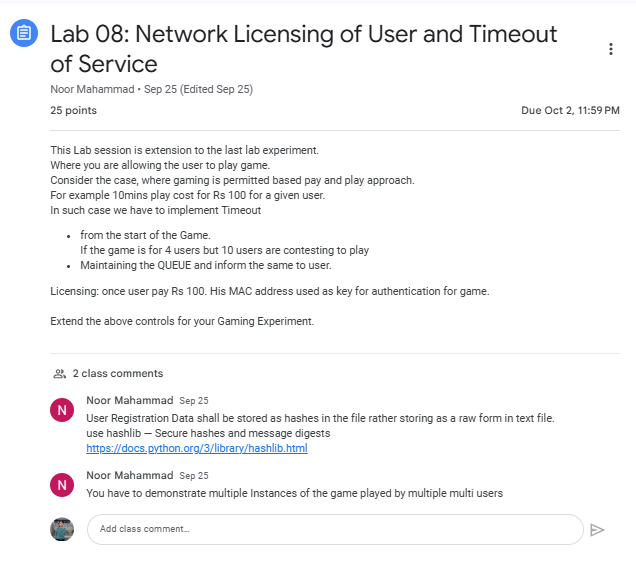 Lab 08: Network Licensing of User and Timeout
of Service
Noor Mahammad • Sep 25 (Edited Sep 25)
25 points
Due Oct 2, 11:59 PM
This Lab session is extension to the last lab experiment.
Where you are allowing the user to play game.
Consider the case, where gaming is permitted based pay and play approach.
For example 10mins play cost for Rs 100 for a given user.
In such case we have to implement Timeout
• from the start of the Game.
If the game is for 4 users but 10 users are contesting to play
• Maintaining the QUEUE and inform the same to user.
Licensing: once user pay Rs 100. His MAC address used as key for authentication for game.
Extend the above controls for your Gaming Experiment.
2 class comments
N
Noor Mahammad Sep 25
User Registration Data shall be stored as hashes in the file rather storing as a raw form in text file.
use hashlib — Secure hashes and message digests
https://docs.python.org/3/library/hashlib.html
N
Noor Mahammad Sep 25
You have to demonstrate multiple Instances of the game played by multiple multi users
Add class comment...